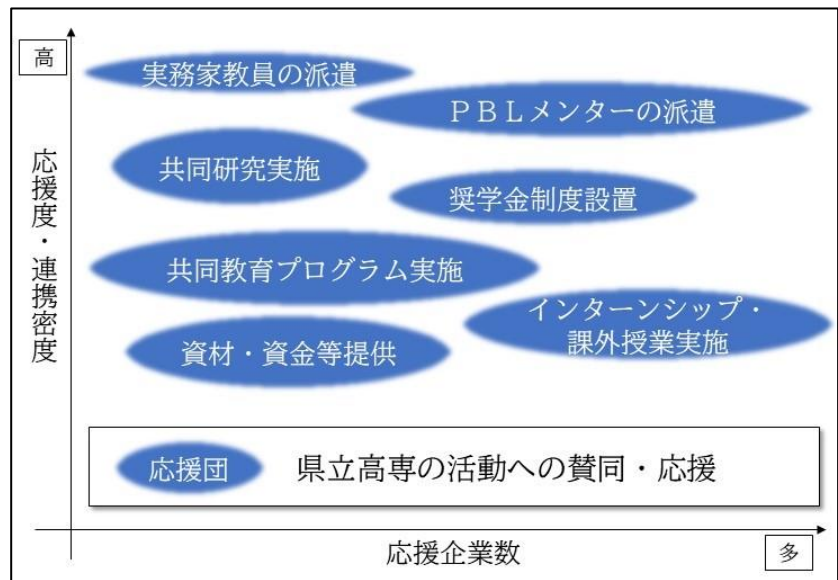 高
実務家教員の派遣
ＰＢＬメンターの派遣
共同研究実施
奨学金制度設置
応援度・連携密度
共同教育プログラム実施
インターンシップ・
課外授業実施
資材・資金等提供
応援団
県立高専の活動への賛同・応援
応援企業数
多